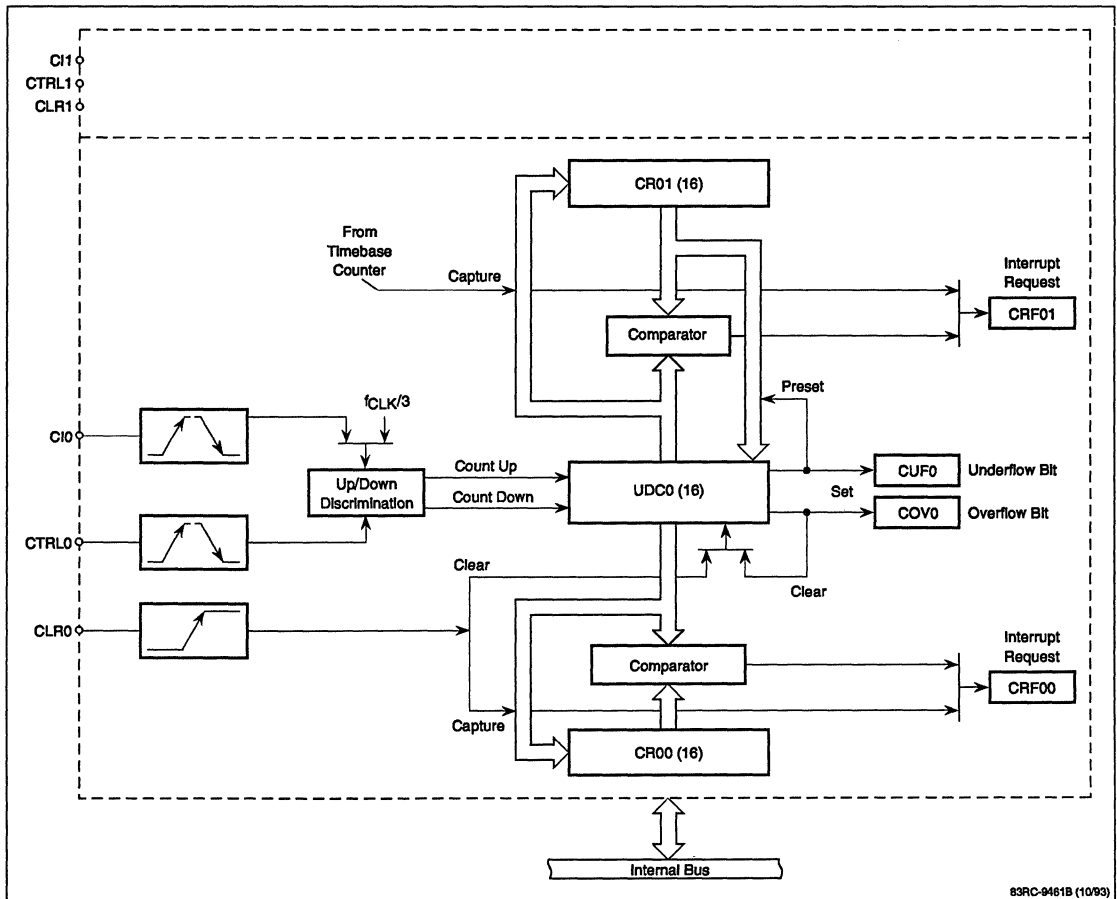 CI1
CTRL1
CLR1
CR01 (16)
From
Timebase
Counter
Capture
Interrupt
Request
CRF01
Comparator
Preset
fCLK/3
CI0
Count Up
Up/Down
Discrimination
Count Down
UDC0 (16)
CUF0
Underflow Bit
Set
COV0
Overflow Bit
CTRL0
Clear
Clear
CLR0
Interrupt
Request
Comparator
CRF00
Capture
CR00 (16)
Internal Bus
83RC-9461B (10/93)